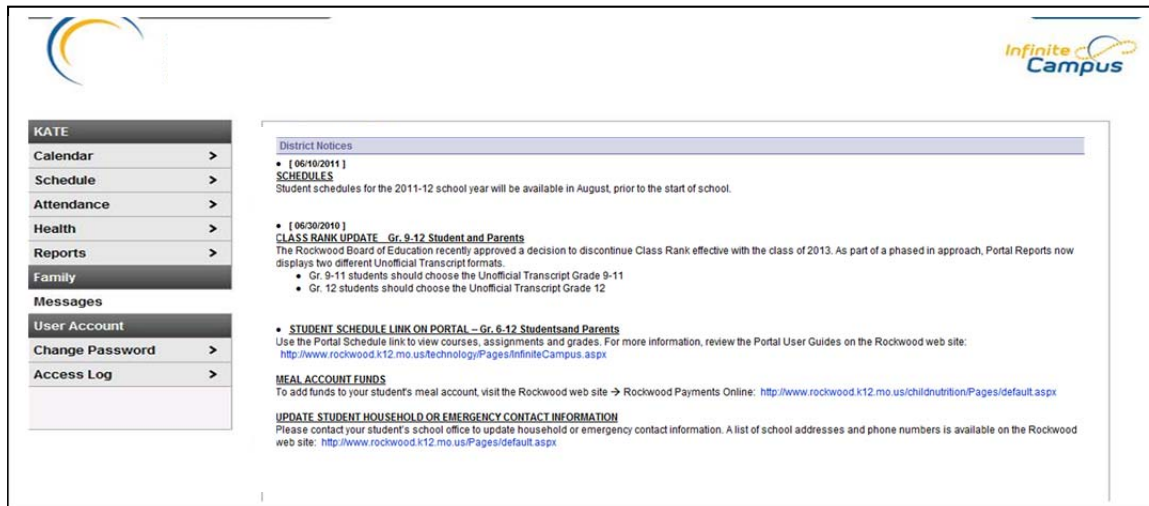 Infinite
Campus
KATE
Calendar >
Schedule >
Attendance >
Health >
Reports >
Family
Messages
User Account
Change Password >
Access Log >
District Notices
• [ 06/10/2011 ]
SCHEDULES
Student schedules for the 2011-12 school year will be available in August, prior to the start of school.
• [ 06/30/2010 ]
CLASS RANK UPDATE Gr. 9-12 Student and Parents
The Rockwood Board of Education recently approved a decision to discontinue Class Rank effective with the class of 2013. As part of a phased in approach, Portal Reports now
displays two different Unofficial Transcript formats.
• Gr. 9-11 students should choose the Unofficial Transcript Grade 9-11
• Gr. 12 students should choose the Unofficial Transcript Grade 12
• STUDENT SCHEDULE LINK ON PORTAL – Gr. 6-12 Studentsand Parents
Use the Portal Schedule link to view courses, assignments and grades. For more information, review the Portal User Guides on the Rockwood web site:
http://www.rockwood.k12.mo.us/technology/Pages/InfiniteCampus.aspx
MEAL ACCOUNT FUNDS
To add funds to your student's meal account, visit the Rockwood web site → Rockwood Payments Online: http://www.rockwood.k12.mo.us/childnutrition/Pages/default.aspx
UPDATE STUDENT HOUSEHOLD OR EMERGENCY CONTACT INFORMATION
Please contact your student's school office to update household or emergency contact information. A list of school addresses and phone numbers is available on the Rockwood
web site: http://www.rockwood.k12.mo.us/Pages/default.aspx